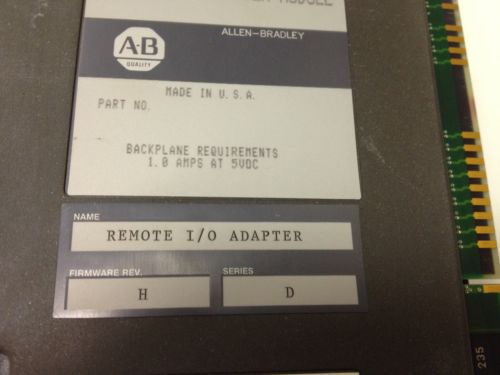 MODULE
A-B
QUALITY
ALLEN-BRADLEY
MADE IN U.S.A.
PART NO.
BACKPLANE REQUIREMENTS
1.0 AMPS AT 5VDC
NAME
REMOTE I/O ADAPTER
FIRMWARE REV.
SERIES
H
D
235